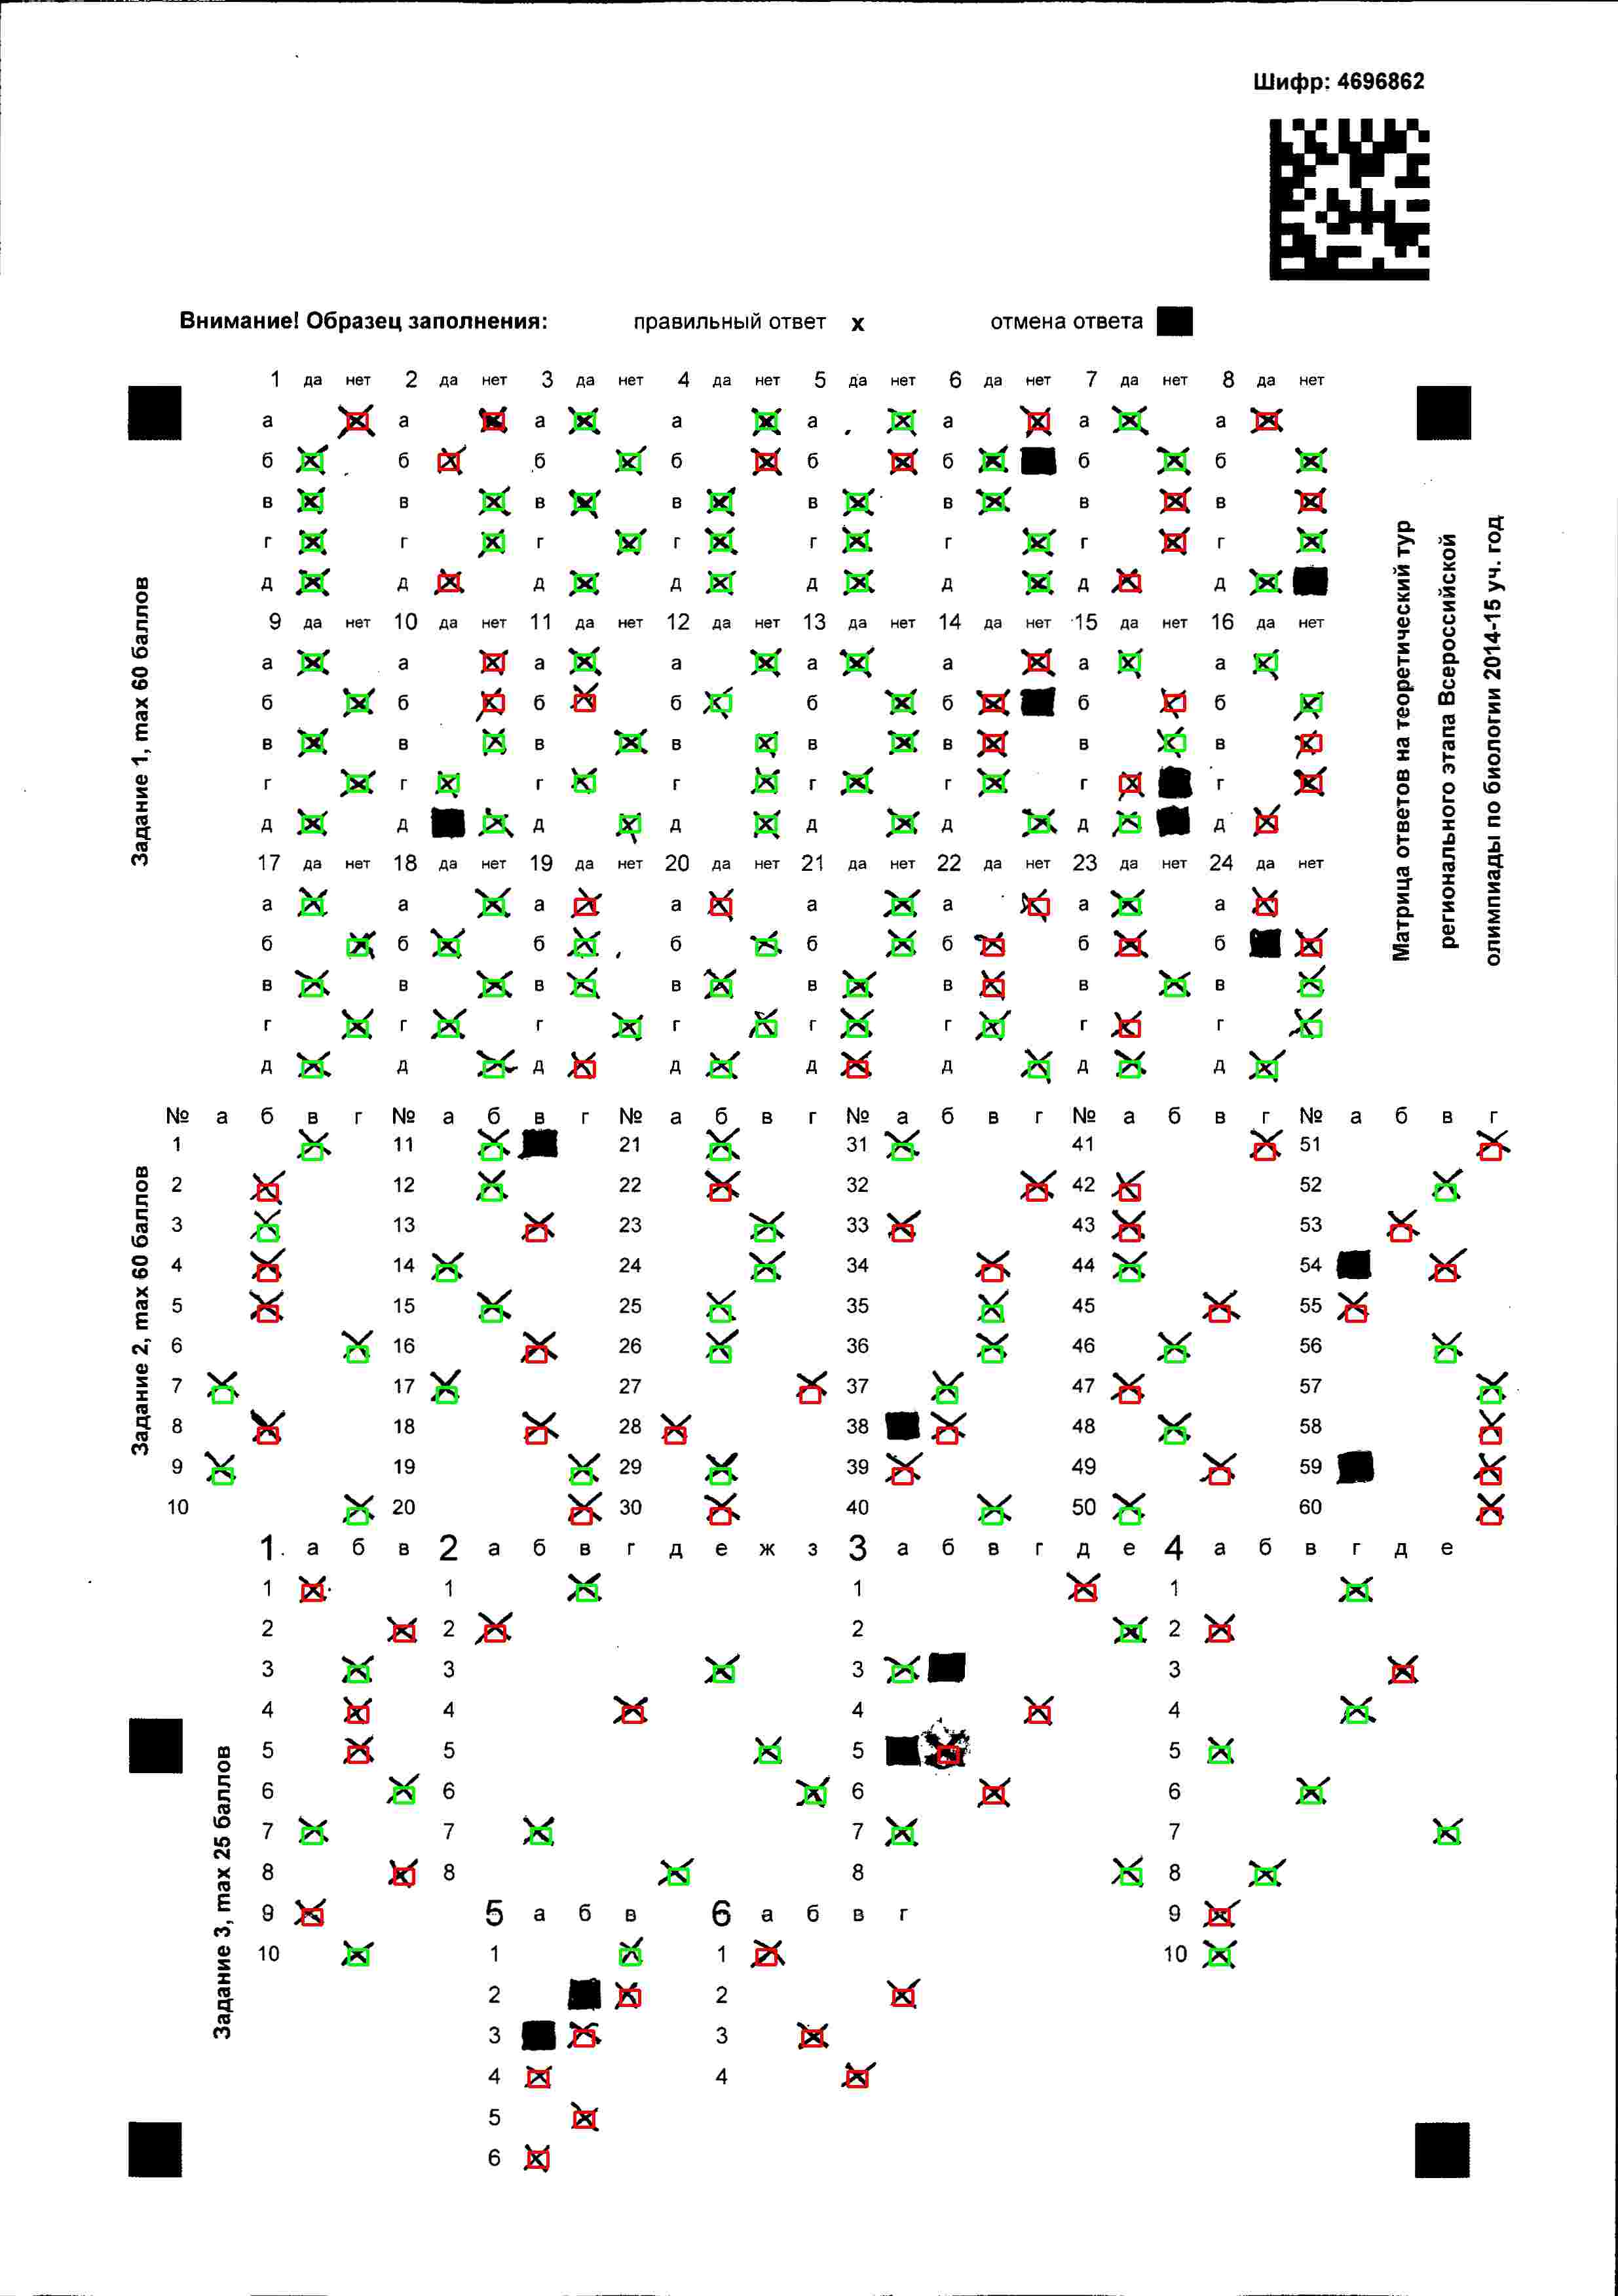 Шифр: 4696862
Внимание! Образец заполнения: правильный ответ x отмена ответа
1 да нет 2 да нет 3 да нет 4 да нет 5 да нет 6 да нет 7 да нет 8 да нет
а а а а а а а а
б б б б б б б б
в в в в в в в в
г г г г г г г г
д д д д д д д д
9 да нет 10 да нет 11 да нет 12 да нет 13 да нет 14 да нет 15 да нет 16 да нет
а а а а а а а а
б б б б б б б б
в в в в в в в в
г г г г г г г г
д д д д д д д д
17 да нет 18 да нет 19 да нет 20 да нет 21 да нет 22 да нет 23 да нет 24 да нет
а а а а а а а а
б б б б б б б б
в в в в в в в в
г г г г г г г г
д д д д д д д д
Задание 1, max 60 баллов
Матрица ответов на теоретический тур
регионального этапа Всероссийской
олимпиады по биологии 2014-15 уч. год
№ а б в г № а б в г № а б в г № а б в г № а б в г № а б в г
1 11 21 31 41 51
2 12 22 32 42 52
3 13 23 33 43 53
4 14 24 34 44 54
5 15 25 35 45 55
6 16 26 36 46 56
7 17 27 37 47 57
8 18 28 38 48 58
9 19 29 39 49 59
10 20 30 40 50 60
Задание 2, max 60 баллов
1. а б в 2 а б в г д е ж з 3 а б в г д е 4 а б в г д е
1 1 1 1
2 2 2 2
3 3 3 3
4 4 4 4
5 5 5 5
6 6 6 6
7 7 7 7
8 8 8 8
9 5 а б в 6 а б в г 9
10 1 1 10
2 2
3 3
4 4
5
6
Задание 3, max 25 баллов